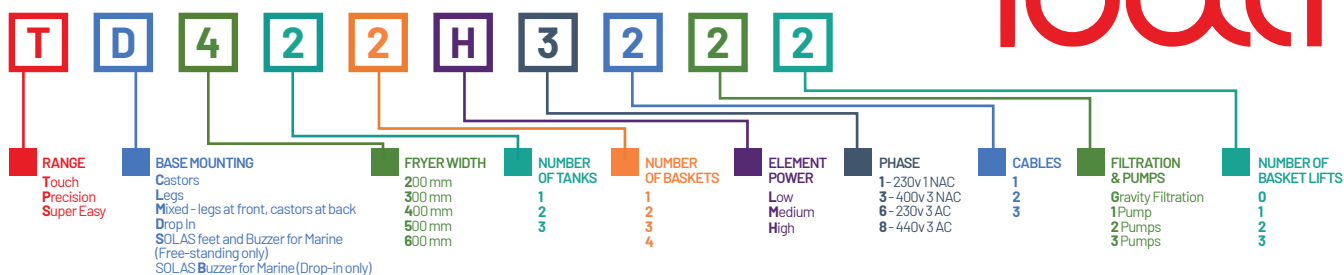 T D 4 2 2 H 3 2 2 2
RANGE
Touch
Precision
Super Easy
BASE MOUNTING
Castors
Legs
Mixed - legs at front, castors at back
Drop In
SOLAS feet and Buzzer for Marine
(Free-standing only)
SOLAS Buzzer for Marine (Drop-in only)
FRYER WIDTH
200 mm
300 mm
400 mm
500 mm
600 mm
NUMBER
OF TANKS
1
2
3
NUMBER
OF BASKETS
1
2
3
4
ELEMENT
POWER
Low
Medium
High
PHASE
1 - 230v 1 NAC
3 - 400v 3 NAC
6 - 230v 3 AC
8 - 440v 3 AC
CABLES
1
2
3
FILTRATION
& PUMPS
Gravity Filtration
1 Pump
2 Pumps
3 Pumps
NUMBER OF
BASKET LIFTS
0
1
2
3